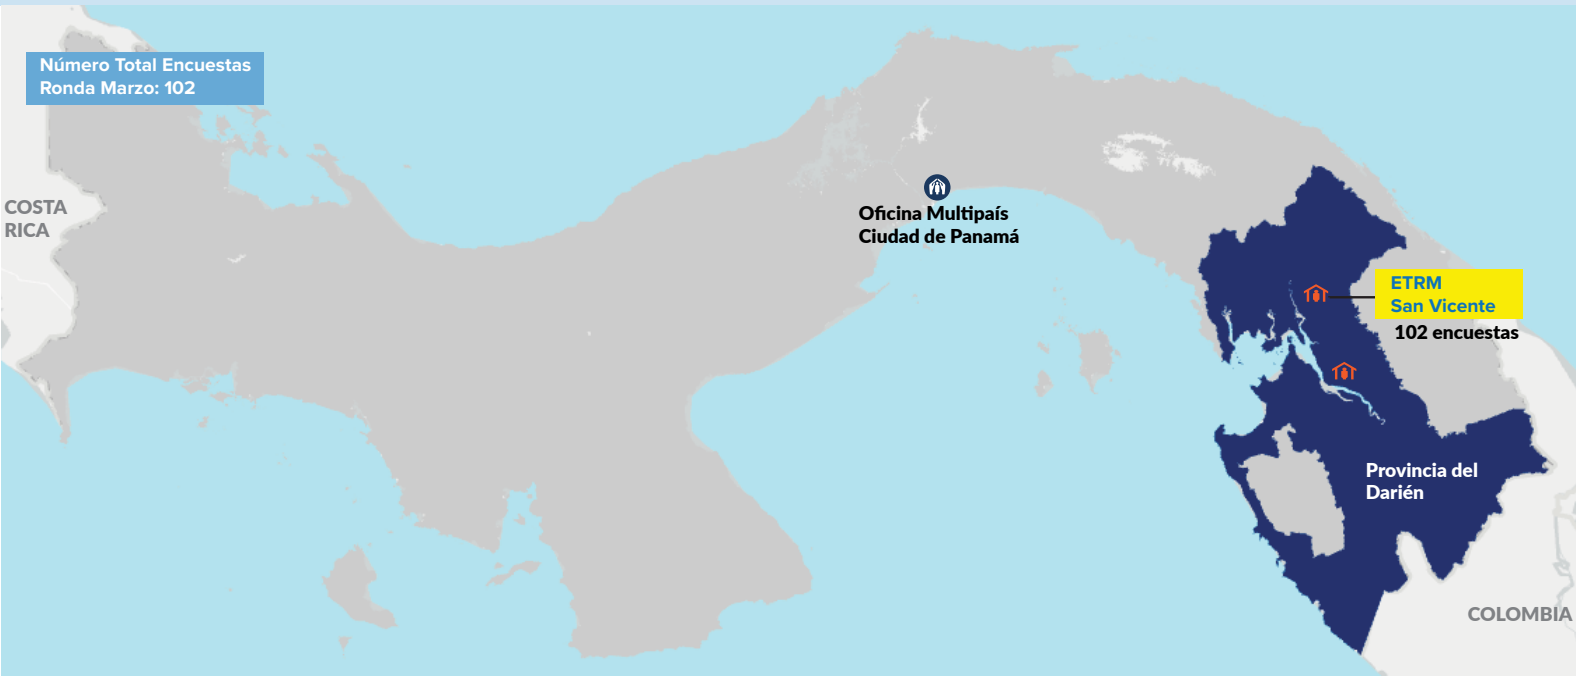 Número Total Encuestas
Ronda Marzo: 102
COSTA
RICA
Oficina Multipaís
Ciudad de Panamá
ETRM
San Vicente
102 encuestas
Provincia del
Darién
COLOMBIA